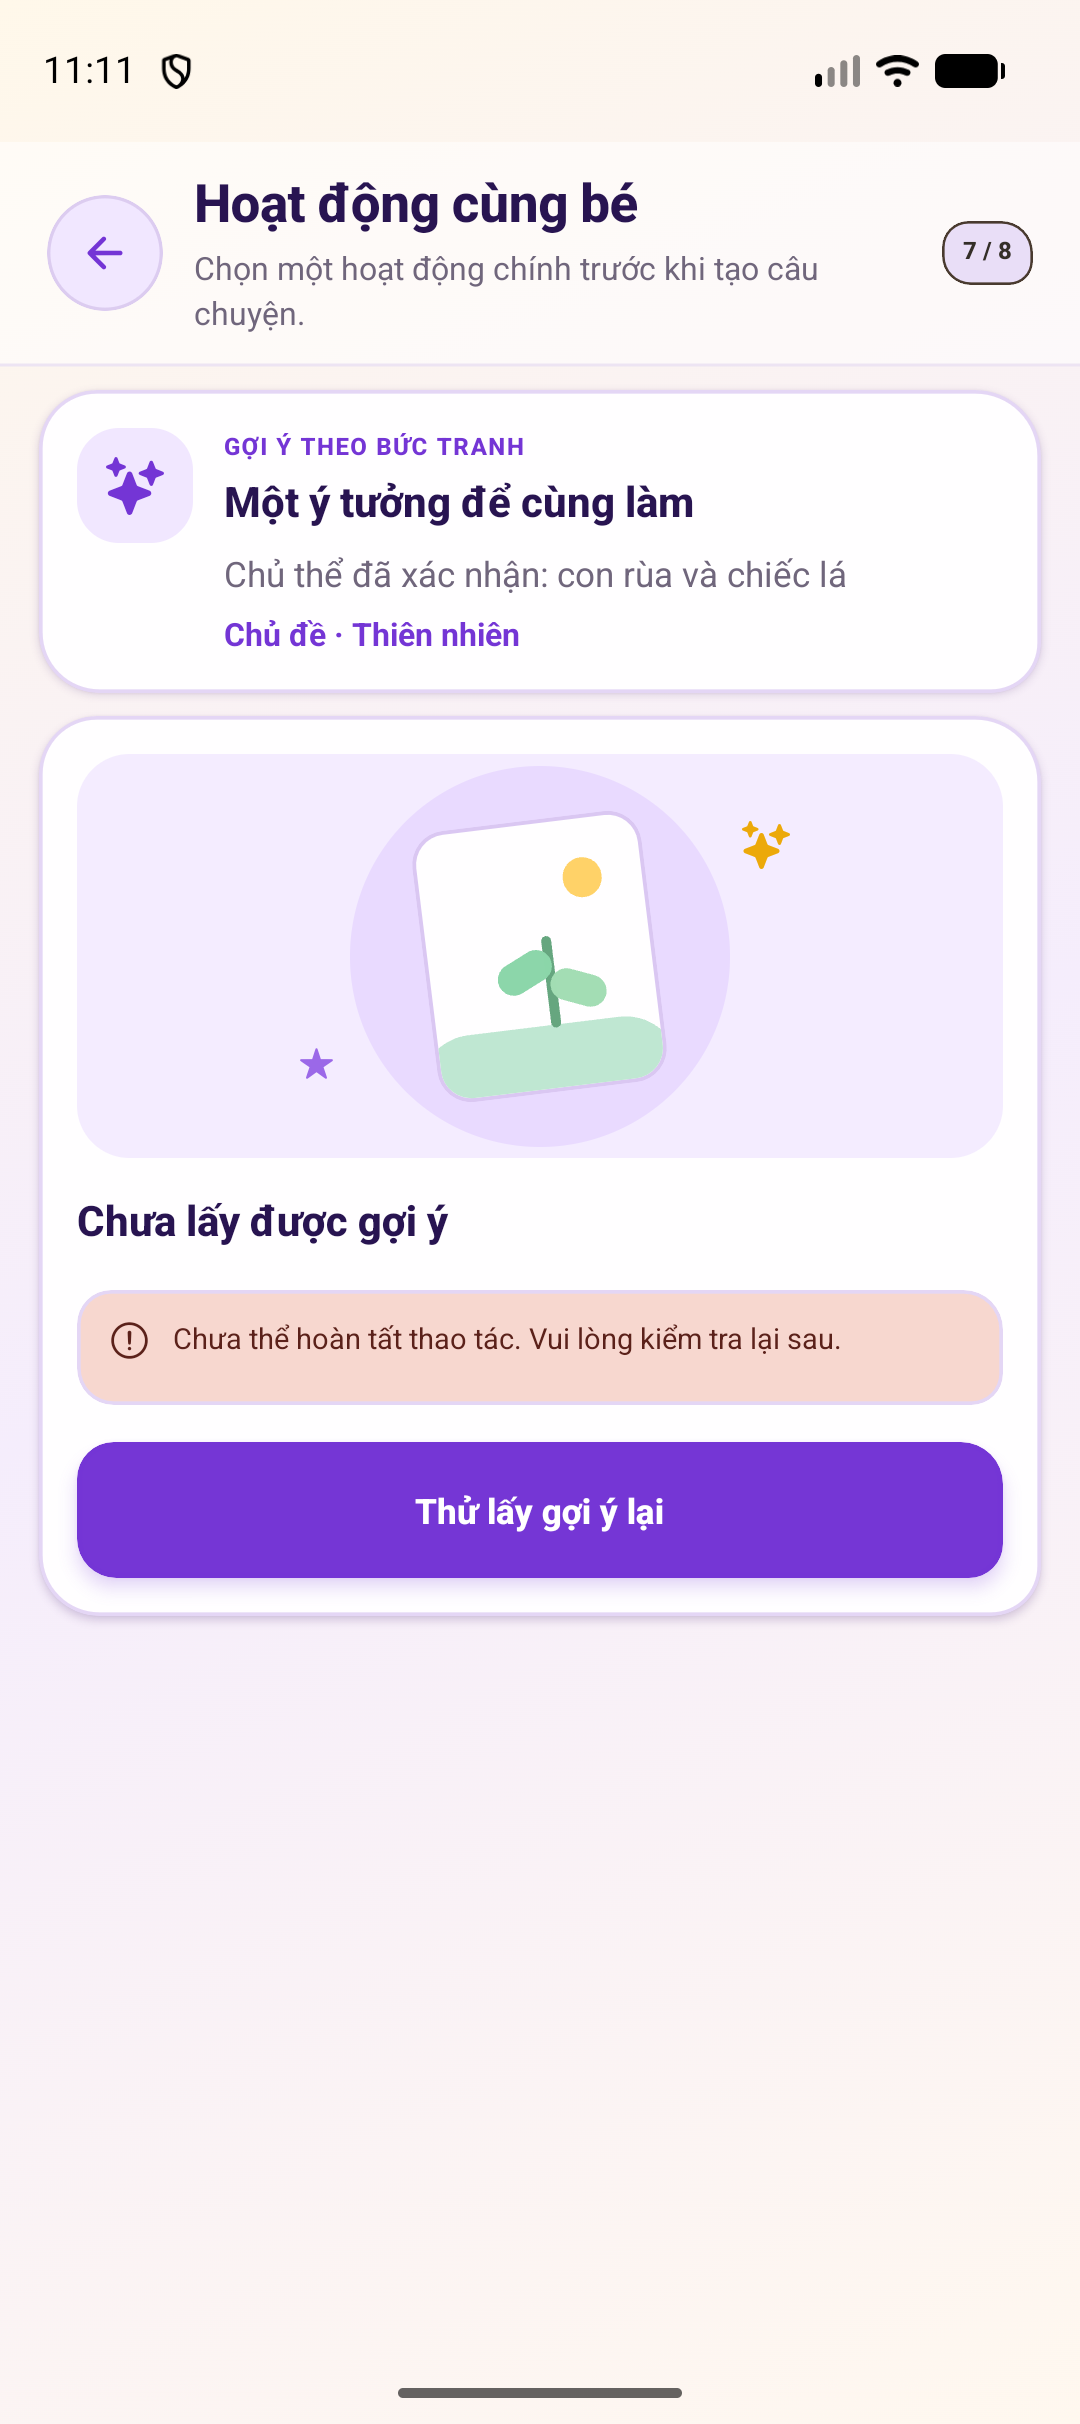 11:11
Hoạt động cùng bé
Chọn một hoạt động chính trước khi tạo câu
chuyện.
7 / 8
GỢI Ý THEO BỨC TRANH
Một ý tưởng để cùng làm
Chủ thể đã xác nhận: con rùa và chiếc lá
Chủ đề · Thiên nhiên
Chưa lấy được gợi ý
Chưa thể hoàn tất thao tác. Vui lòng kiểm tra lại sau.
Thử lấy gợi ý lại